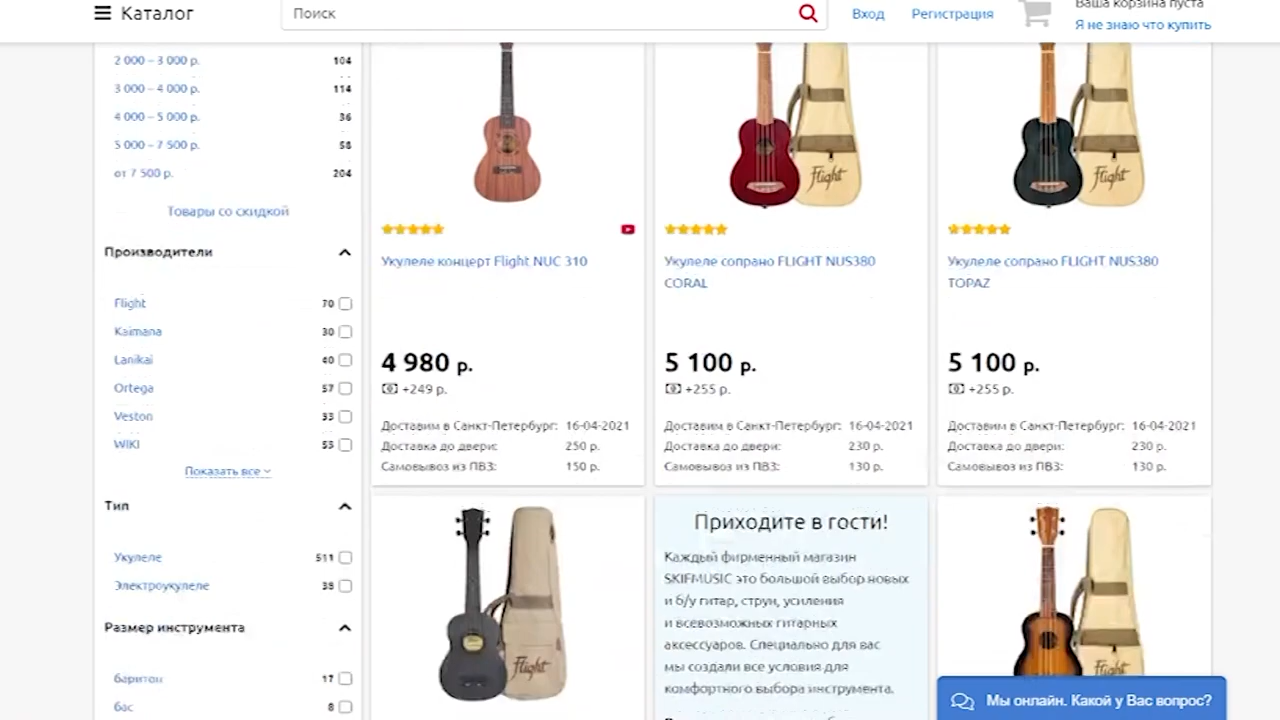 Каталог
Поиск
Вход
Регистрация
Ваша корзина пуста
Я не знаю что купить
2 000 – 3 000 р. 104
3 000 – 4 000 р. 114
4 000 – 5 000 р. 36
5 000 – 7 500 р. 58
от 7 500 р. 204
Товары со скидкой
Производители
Flight 70
Kaimana 30
Lanikai 40
Ortega 57
Veston 33
WIKI 53
Показать все
Тип
Укулеле 511
Электроукулеле 38
Размер инструмента
баритон 17
бас 8
Укулеле концерт Flight NUC 310
4 980 р.
+249 р.
Доставим в Санкт-Петербург: 16-04-2021
Доставка до двери: 250 р.
Самовывоз из ПВЗ: 150 р.
Flight
Укулеле сопрано FLIGHT NUS380
CORAL
5 100 р.
+255 р.
Доставим в Санкт-Петербург: 16-04-2021
Доставка до двери: 230 р.
Самовывоз из ПВЗ: 130 р.
Flight
Укулеле сопрано FLIGHT NUS380
TOPAZ
5 100 р.
+255 р.
Доставим в Санкт-Петербург: 16-04-2021
Доставка до двери: 230 р.
Самовывоз из ПВЗ: 130 р.
Flight
Приходите в гости!
Каждый фирменный магазин
SKIFMUSIC это большой выбор новых
и б/у гитар, струн, усиления
и всевозможных гитарных
аксессуаров. Специально для вас
мы создали все условия для
комфортного выбора инструмента.
Flight
Мы онлайн. Какой у Вас вопрос?